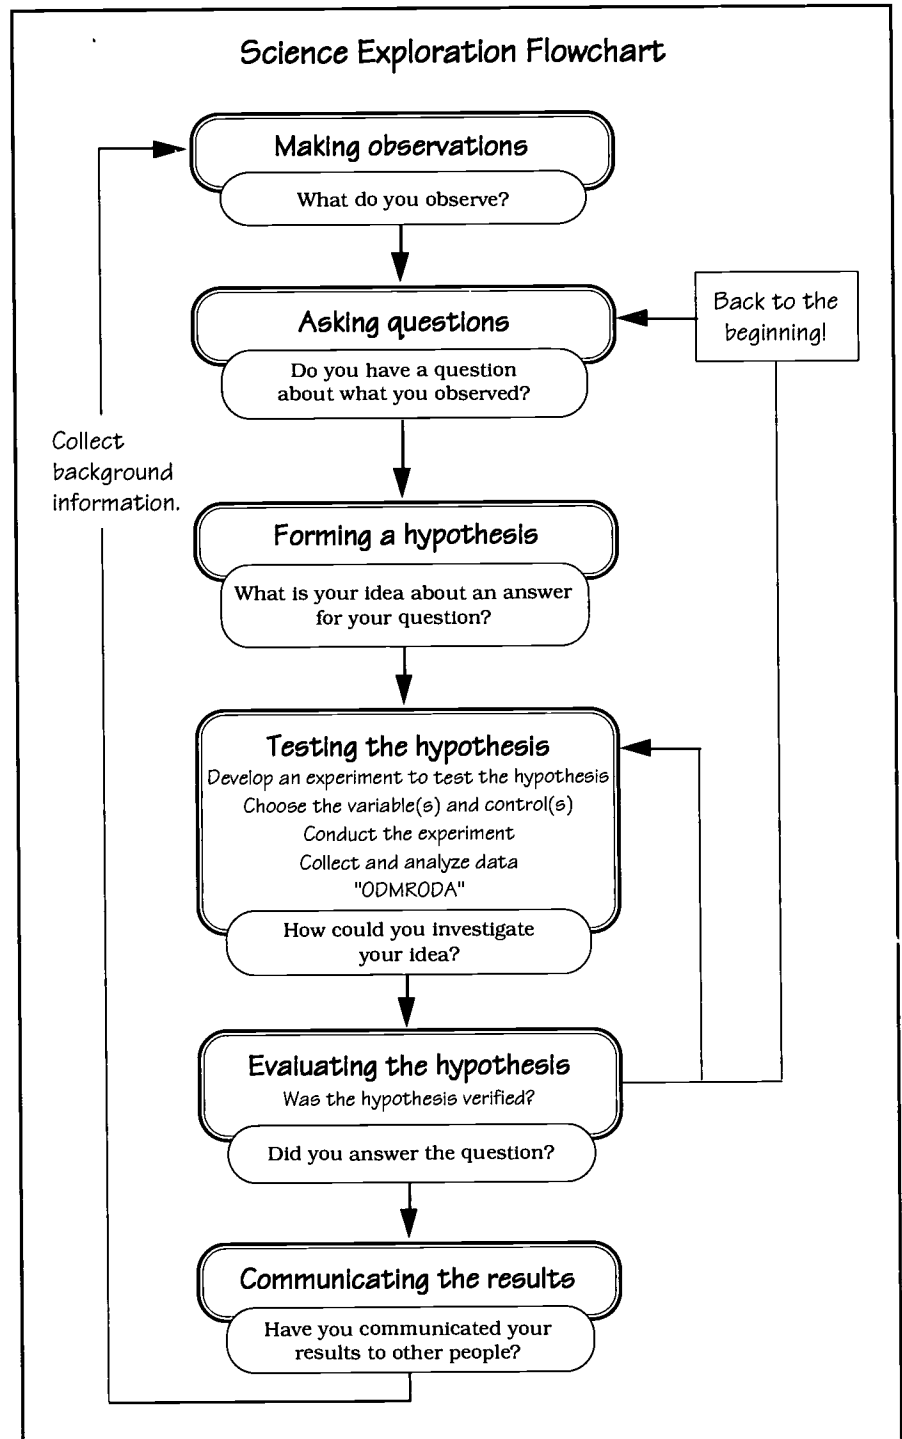 Science Exploration Flowchart
Making observations
What do you observe?
Asking questions
Do you have a question
about what you observed?
Back to the
beginning!
Collect
background
information.
Forming a hypothesis
What is your idea about an answer
for your question?
Testing the hypothesis
Develop an experiment to test the hypothesis
Choose the variable(s) and control(s)
Conduct the experiment
Collect and analyze data
"ODMRODA"
How could you investigate
your idea?
Evaluating the hypothesis
Was the hypothesis verified?
Did you answer the question?
Communicating the results
Have you communicated your
results to other people?